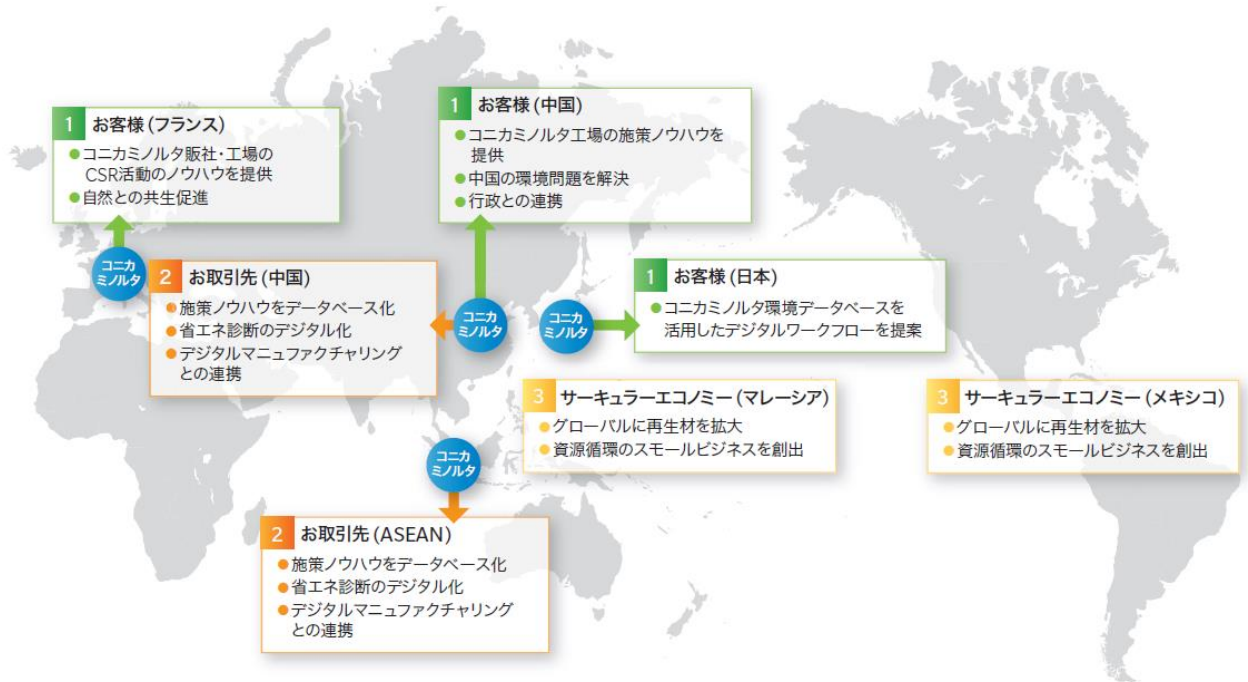 1 お客様(フランス)
●コニカミノルタ販社・工場の
CSR活動のノウハウを提供
●自然との共生促進
1 お客様(中国)
●コニカミノルタ工場の施策ノウハウを
提供
●中国の環境問題を解決
●行政との連携
コニカ
ミノルタ
2 お取引先(中国)
●施策ノウハウをデータベース化
●省エネ診断のデジタル化
●デジタルマニュファクチャリング
との連携
コニカ
ミノルタ
コニカ
ミノルタ
1 お客様(日本)
●コニカミノルタ環境データベースを
活用したデジタルワークフローを提案
3 サーキュラーエコノミー(マレーシア)
●グローバルに再生材を拡大
●資源循環のスモールビジネスを創出
3 サーキュラーエコノミー(メキシコ)
●グローバルに再生材を拡大
●資源循環のスモールビジネスを創出
コニカ
ミノルタ
2 お取引先(ASEAN)
●施策ノウハウをデータベース化
●省エネ診断のデジタル化
●デジタルマニュファクチャリング
との連携